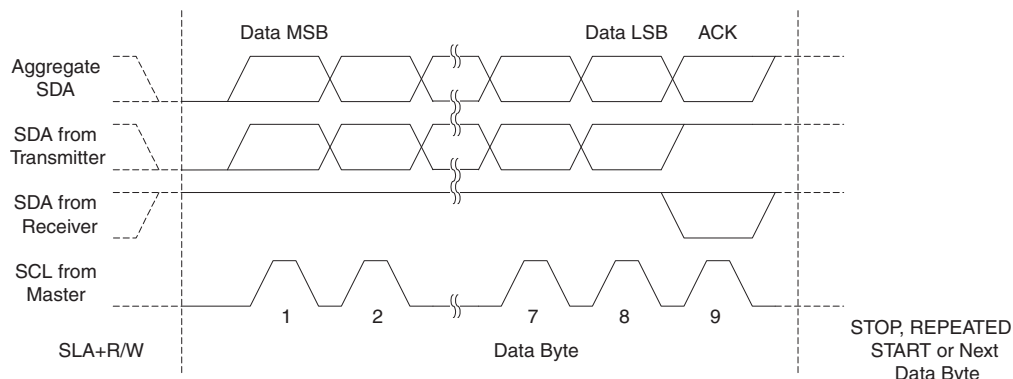 Data MSB
Data LSB
ACK
Aggregate
SDA
SDA from
Transmitter
SDA from
Receiver
SCL from
Master
1
2
7
8
9
SLA+R/W
Data Byte
STOP, REPEATED
START or Next
Data Byte